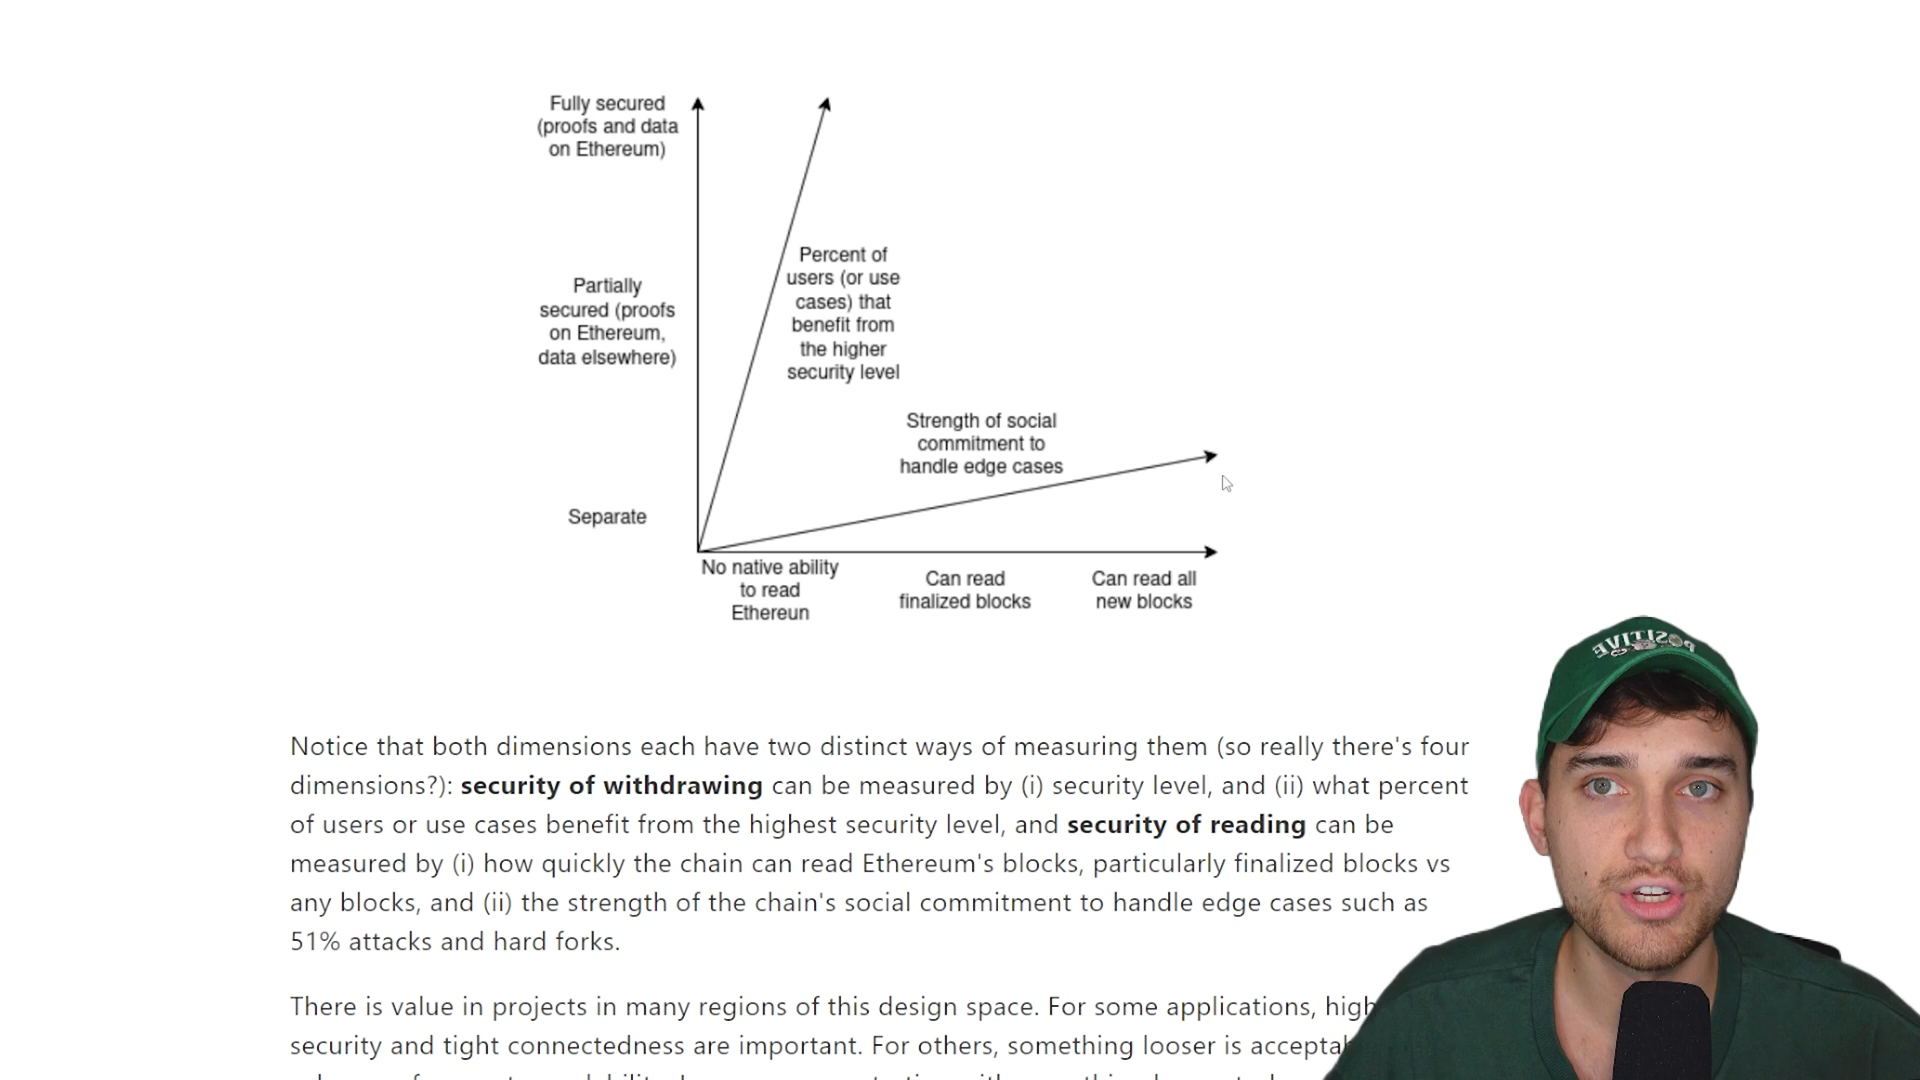 Fully secured
(proofs and data
on Ethereum)
Percent of
users (or use
cases) that
benefit from
the higher
security level
Partially
secured (proofs
on Ethereum,
data elsewhere)
Strength of social
commitment to
handle edge cases
Separate
No native ability
to read
Ethereun
Can read
finalized blocks
Can read all
new blocks
POSITIVE
Notice that both dimensions each have two distinct ways of measuring them (so really there's four
dimensions?): security of withdrawing can be measured by (i) security level, and (ii) what percent
of users or use cases benefit from the highest security level, and security of reading can be
measured by (i) how quickly the chain can read Ethereum's blocks, particularly finalized blocks vs
any blocks, and (ii) the strength of the chain's social commitment to handle edge cases such as
51% attacks and hard forks.
There is value in projects in many regions of this design space. For some applications, high
security and tight connectedness are important. For others, something looser is